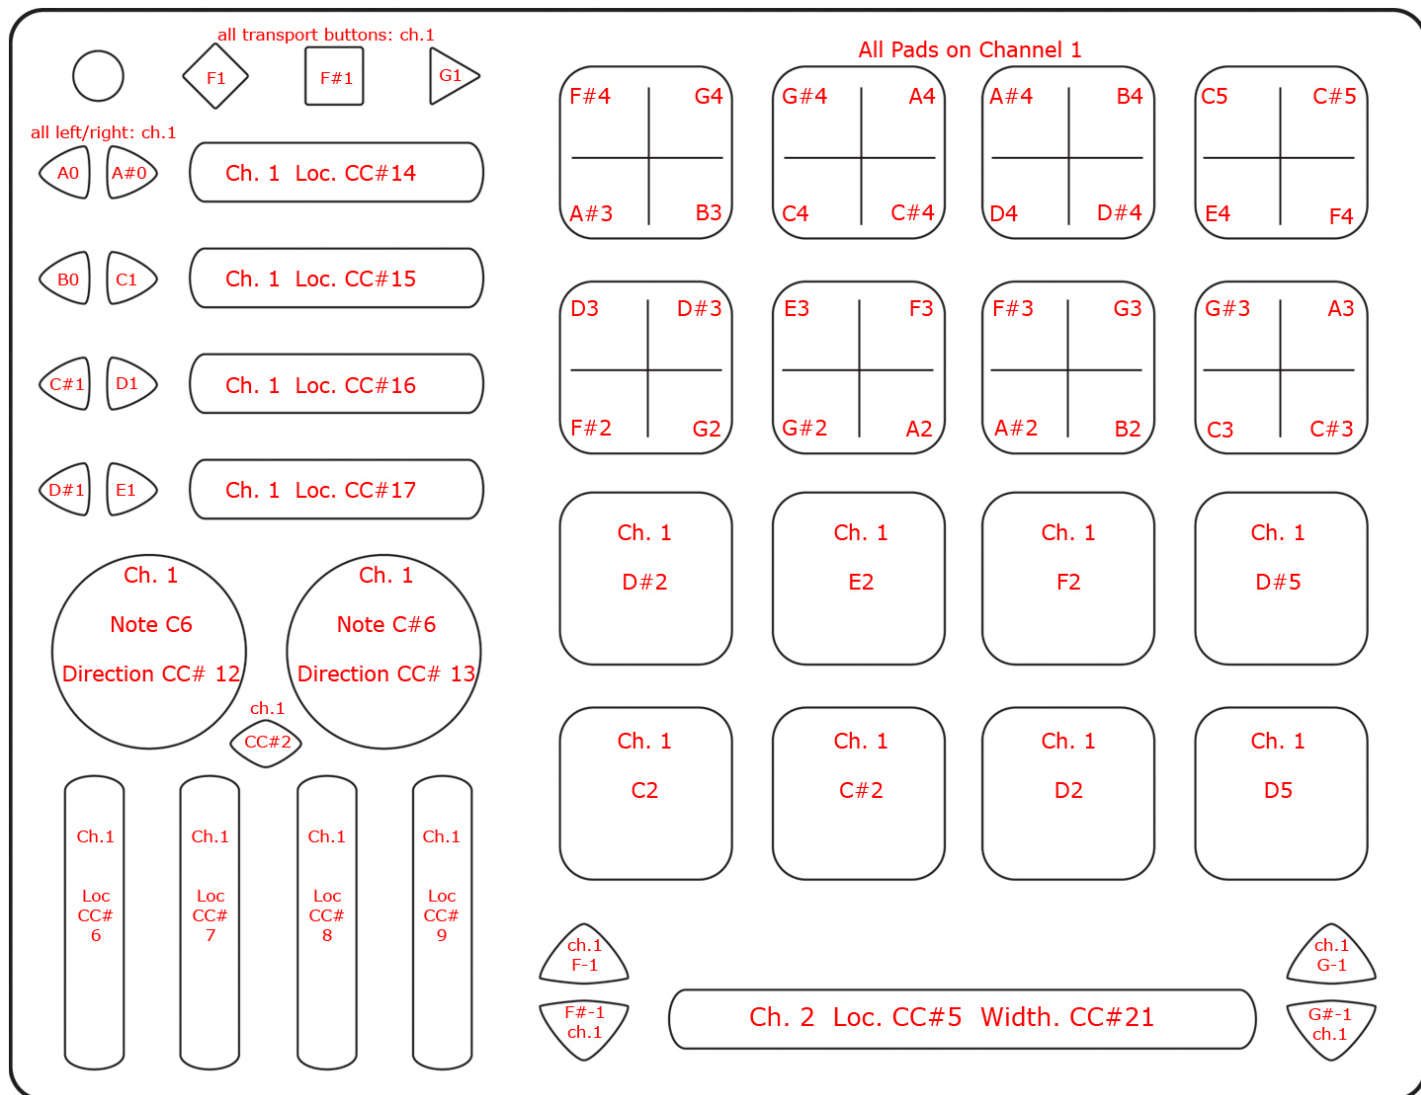 all transport buttons: ch.1
F1
F#1
G1
all left/right: ch.1
A0
A#0
Ch. 1  Loc. CC#14
B0
C1
Ch. 1  Loc. CC#15
C#1
D1
Ch. 1  Loc. CC#16
D#1
E1
Ch. 1  Loc. CC#17
Ch. 1
Note C6
Direction CC# 12
Ch. 1
Note C#6
Direction CC# 13
ch.1
CC#2
Ch.1
Loc
CC#
6
Ch.1
Loc
CC#
7
Ch.1
Loc
CC#
8
Ch.1
Loc
CC#
9
All Pads on Channel 1
F#4
G4
A#3
B3
G#4
A4
C4
C#4
A#4
B4
D4
D#4
C5
C#5
E4
F4
D3
D#3
F#2
G2
E3
F3
G#2
A2
F#3
G3
A#2
B2
G#3
A3
C3
C#3
Ch. 1
D#2
Ch. 1
E2
Ch. 1
F2
Ch. 1
D#5
Ch. 1
C2
Ch. 1
C#2
Ch. 1
D2
Ch. 1
D5
ch.1
F-1
F#-1
ch.1
Ch. 2  Loc. CC#5  Width. CC#21
ch.1
G-1
G#-1
ch.1